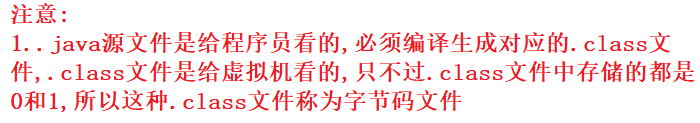 注意:
1..java源文件是给程序员看的,必须编译生成对应的.class文
件,.class文件是给虚拟机看的,只不过.class文件中存储的都是
0和1,所以这种.class文件称为字节码文件